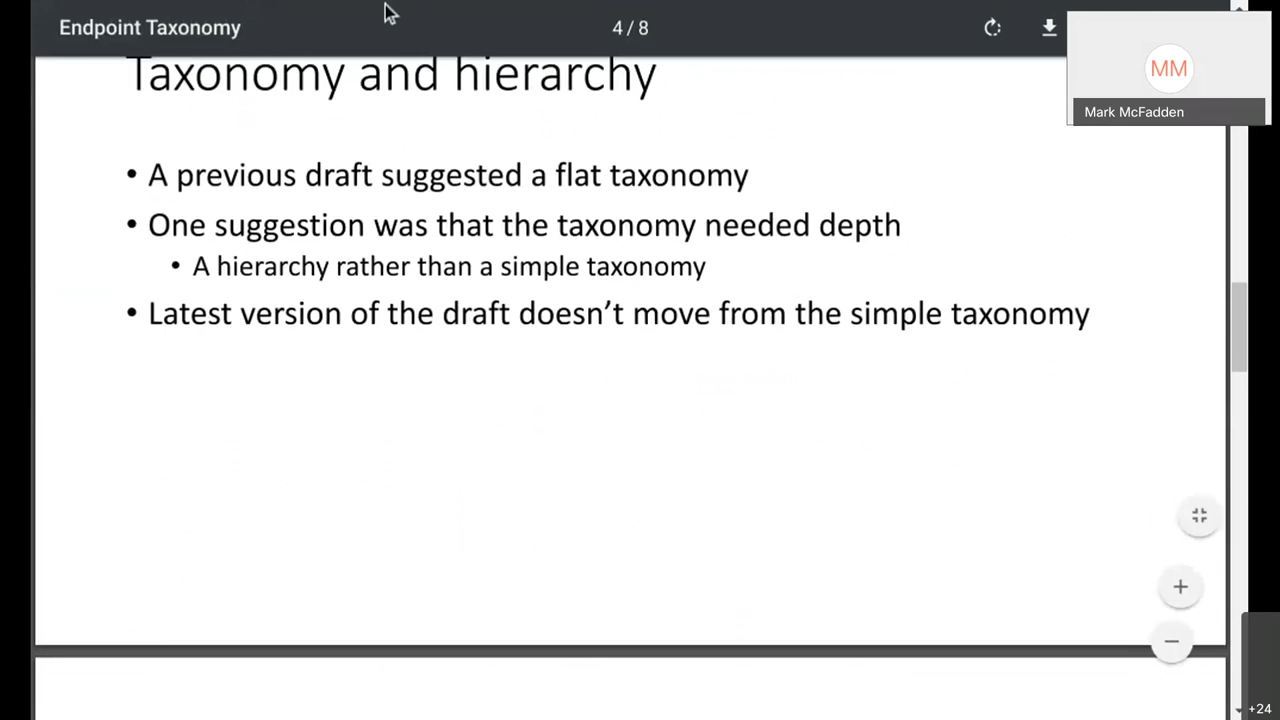 Endpoint Taxonomy
4 / 8
MM
Mark McFadden
Taxonomy and hierarchy
• A previous draft suggested a flat taxonomy
• One suggestion was that the taxonomy needed depth
• A hierarchy rather than a simple taxonomy
• Latest version of the draft doesn’t move from the simple taxonomy
+24